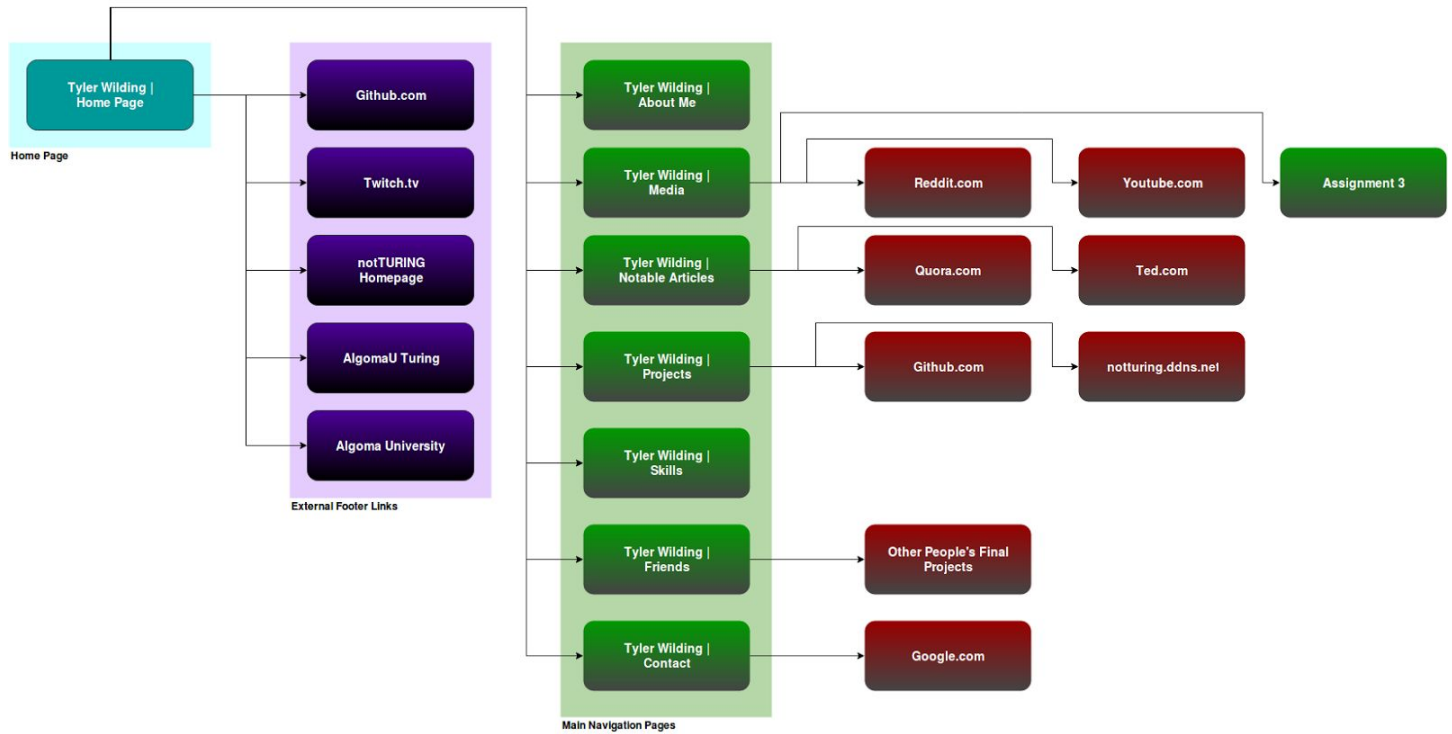 Tyler Wilding |
Home Page
Home Page
Github.com
Twitch.tv
notTURING
Homepage
AlgomaU Turing
Algoma University
External Footer Links
Tyler Wilding |
About Me
Tyler Wilding |
Media
Reddit.com
Youtube.com
Assignment 3
Tyler Wilding |
Notable Articles
Quora.com
Ted.com
Tyler Wilding |
Projects
Github.com
notturing.ddns.net
Tyler Wilding |
Skills
Tyler Wilding |
Friends
Other People's Final
Projects
Tyler Wilding |
Contact
Google.com
Main Navigation Pages